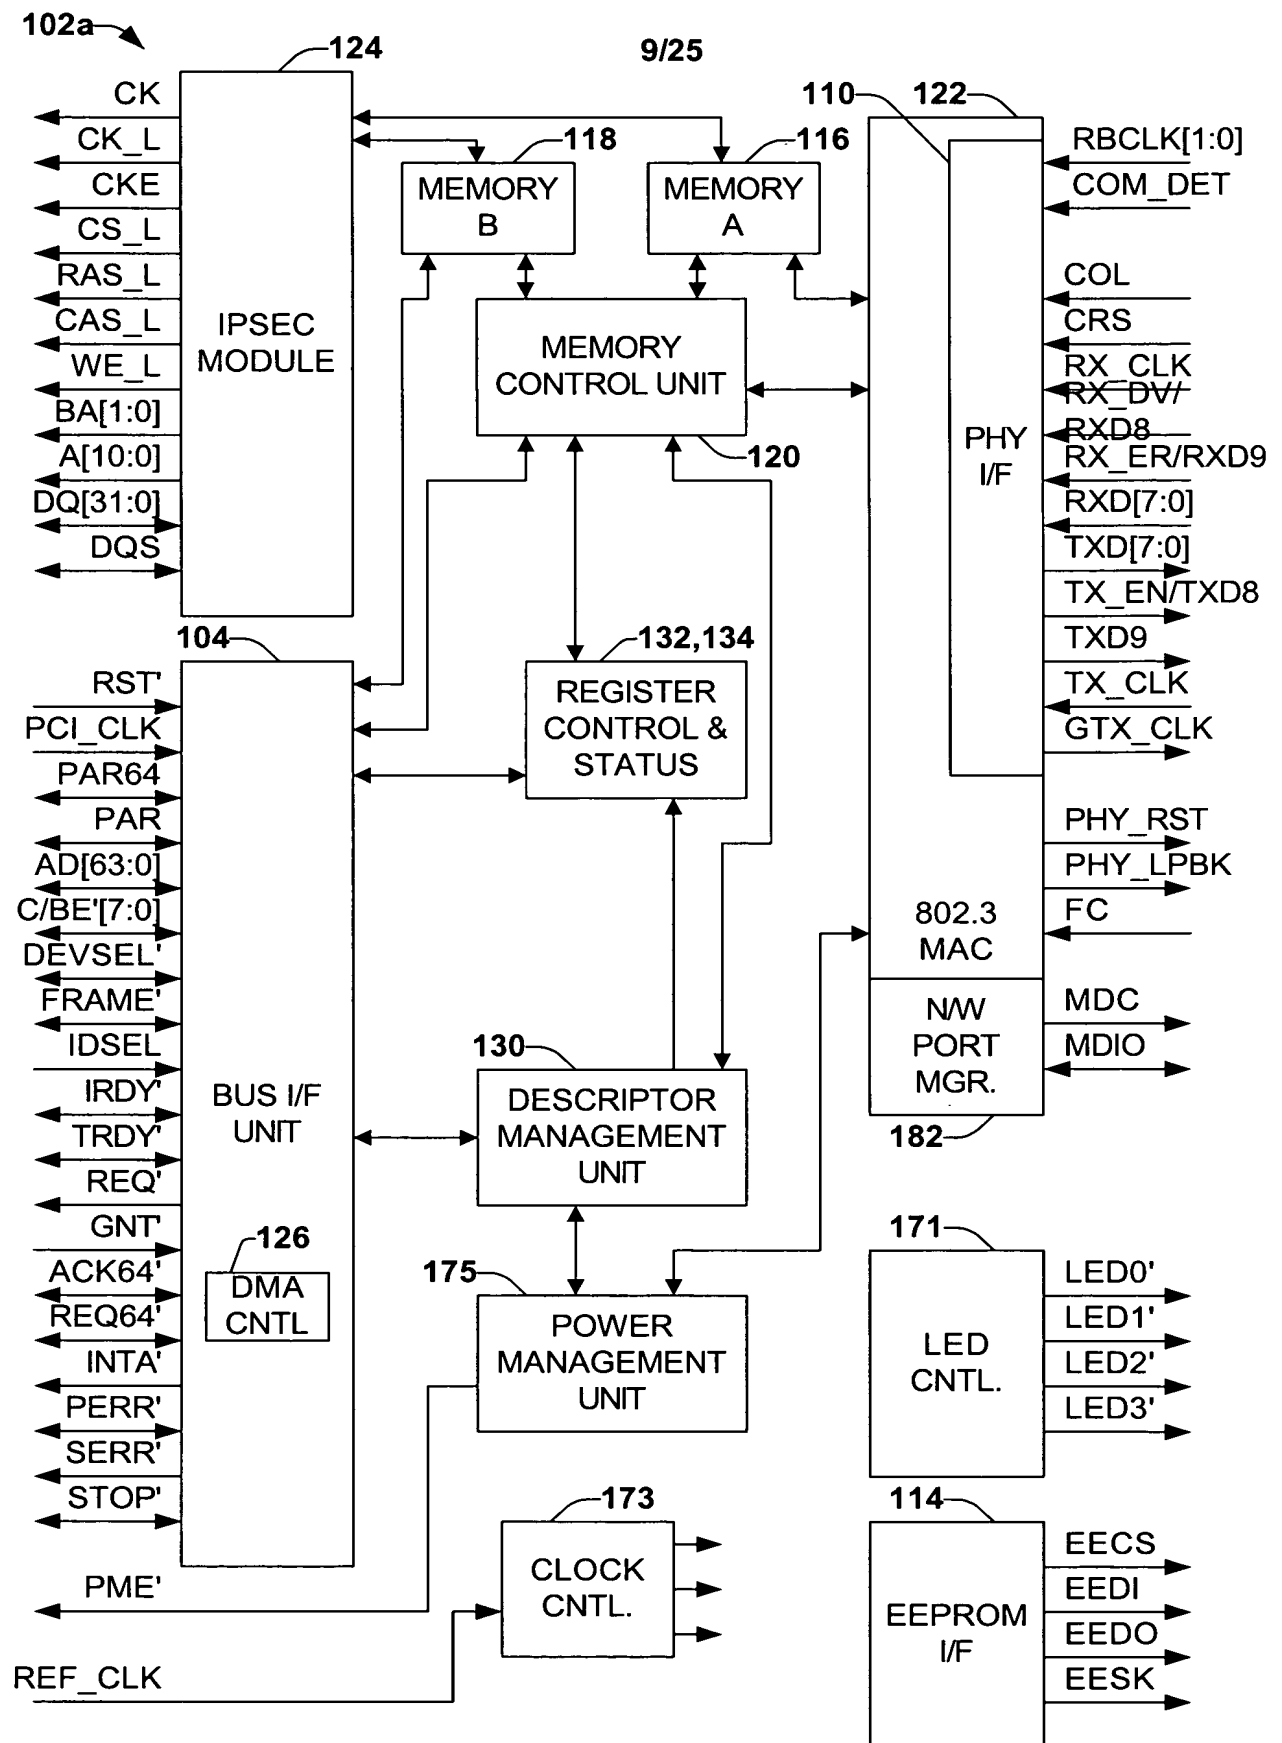 102a
124
9/25
110
122
CK
CK_L
CKE
CS_L
RAS_L
CAS_L
WE_L
BA[1:0]
A[10:0]
DQ[31:0]
DQS
IPSEC
MODULE
118
MEMORY
B
116
MEMORY
A
MEMORY
CONTROL UNIT
120
RBCLK[1:0]
COM_DET
COL
CRS
RX_CLK
RX_DV/
RXD8
RX_ER/RXD9
RXD[7:0]
TXD[7:0]
TX_EN/TXD8
TXD9
TX_CLK
GTX_CLK
PHY
I/F
PHY_RST
PHY_LPBK
FC
802.3
MAC
MDC
MDIO
N/W
PORT
MGR.
182
104
132,134
REGISTER
CONTROL &
STATUS
RST'
PCI_CLK
PAR64
PAR
AD[63:0]
C/BE'[7:0]
DEVSEL'
FRAME'
IDSEL
IRDY'
TRDY'
REQ'
GNT'
ACK64'
REQ64'
INTA'
PERR'
SERR'
STOP'
BUS I/F
UNIT
126
DMA
CNTL
130
DESCRIPTOR
MANAGEMENT
UNIT
175
POWER
MANAGEMENT
UNIT
171
LED
CNTL.
LED0'
LED1'
LED2'
LED3'
PME'
REF_CLK
173
CLOCK
CNTL.
114
EEPROM
I/F
EECS
EEDI
EEDO
EESK